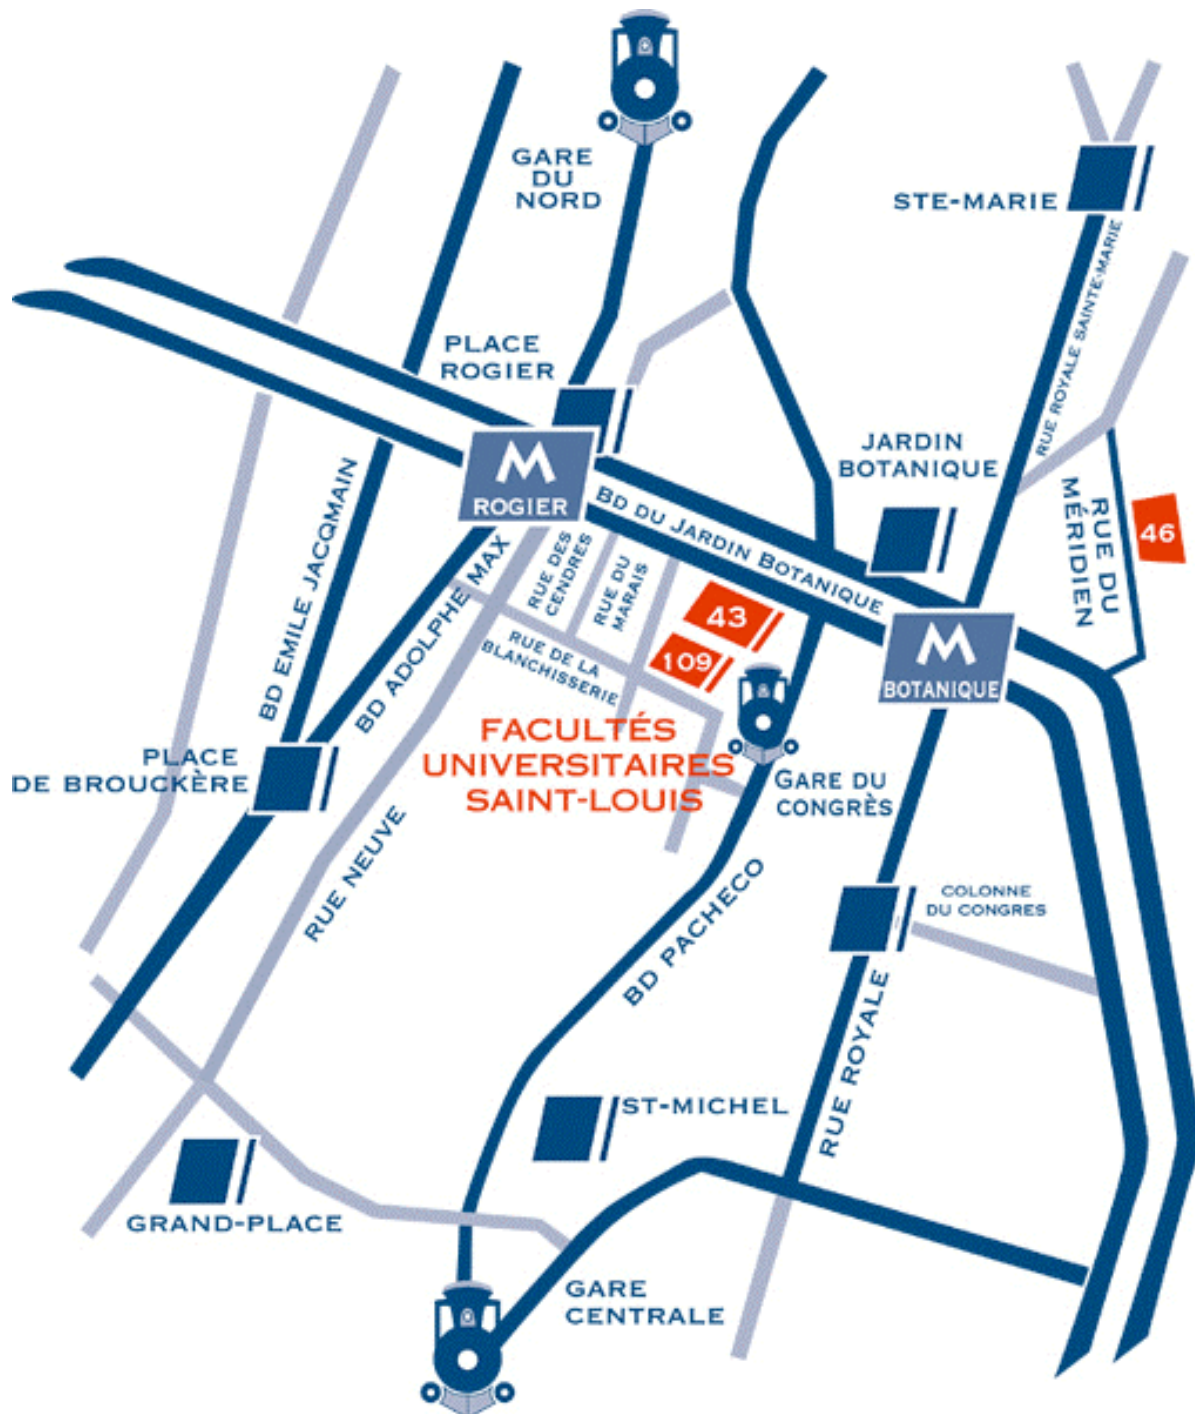 GARE
DU
NORD
STE-MARIE
RUE ROYALE SAINTE-MARIE
PLACE
ROGIER
JARDIN
BOTANIQUE
M
ROGIER
BD DU JARDIN BOTANIQUE
RUE DU
MÉRIDIEN
46
BD EMILE JACQMAIN
BD ADOLPHE MAX
RUE DES
CENDRES
RUE DU
MARAIS
43
109
RUE DE LA
BLANCHISSERIE
M
BOTANIQUE
FACULTÉS
UNIVERSITAIRES
SAINT-LOUIS
PLACE
DE BROUCKÈRE
GARE DU
CONGRÈS
RUE NEUVE
BD PACHECO
COLONNE
DU CONGRES
RUE ROYALE
ST-MICHEL
GRAND-PLACE
GARE
CENTRALE